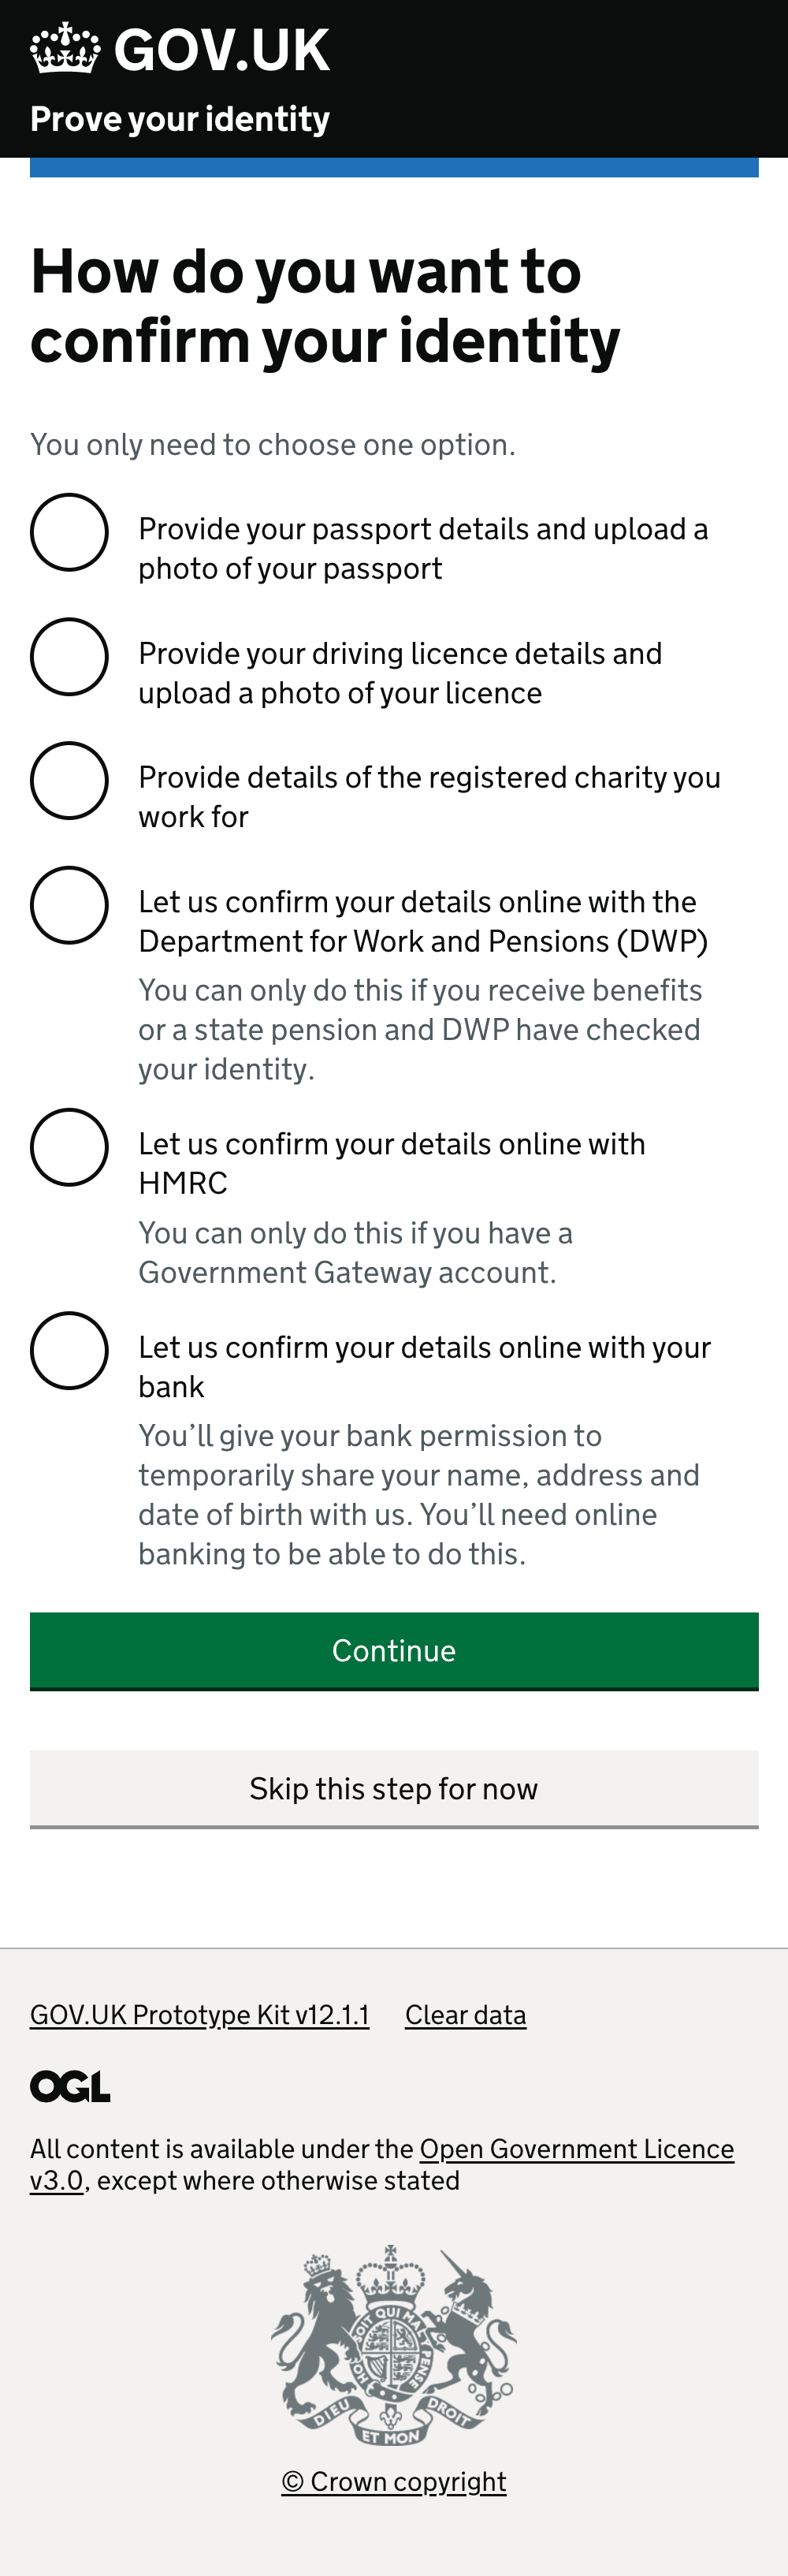 GOV.UK
Prove your identity
How do you want to
confirm your identity
You only need to choose one option.
Provide your passport details and upload a
photo of your passport
Provide your driving licence details and
upload a photo of your licence
Provide details of the registered charity you
work for
Let us confirm your details online with the
Department for Work and Pensions (DWP)
You can only do this if you receive benefits
or a state pension and DWP have checked
your identity.
Let us confirm your details online with
HMRC
You can only do this if you have a
Government Gateway account.
Let us confirm your details online with your
bank
You’ll give your bank permission to
temporarily share your name, address and
date of birth with us. You’ll need online
banking to be able to do this.
Continue
Skip this step for now
GOV.UK Prototype Kit v12.1.1 Clear data
OGL
All content is available under the Open Government Licence
v3.0, except where otherwise stated
DIEU ET MON DROIT
© Crown copyright